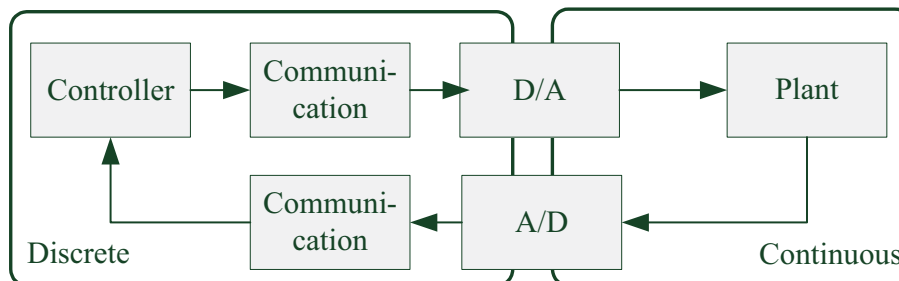 Controller
Communi-
cation
D/A
Plant
Communi-
cation
A/D
Discrete
Continuous